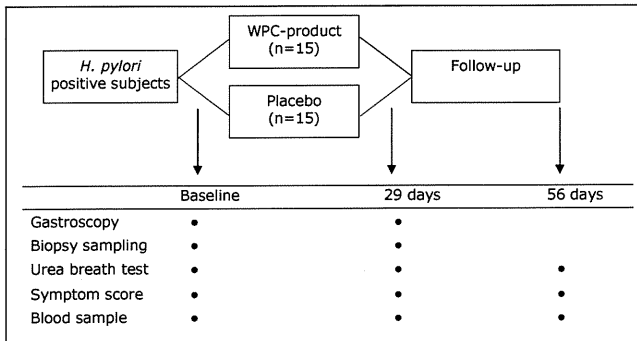 WPC-product
(n=15)
H. pylori
positive subjects
Follow-up
Placebo
(n=15)
Baseline 29 days 56 days
Gastroscopy • •
Biopsy sampling • •
Urea breath test • • •
Symptom score • • •
Blood sample • • •